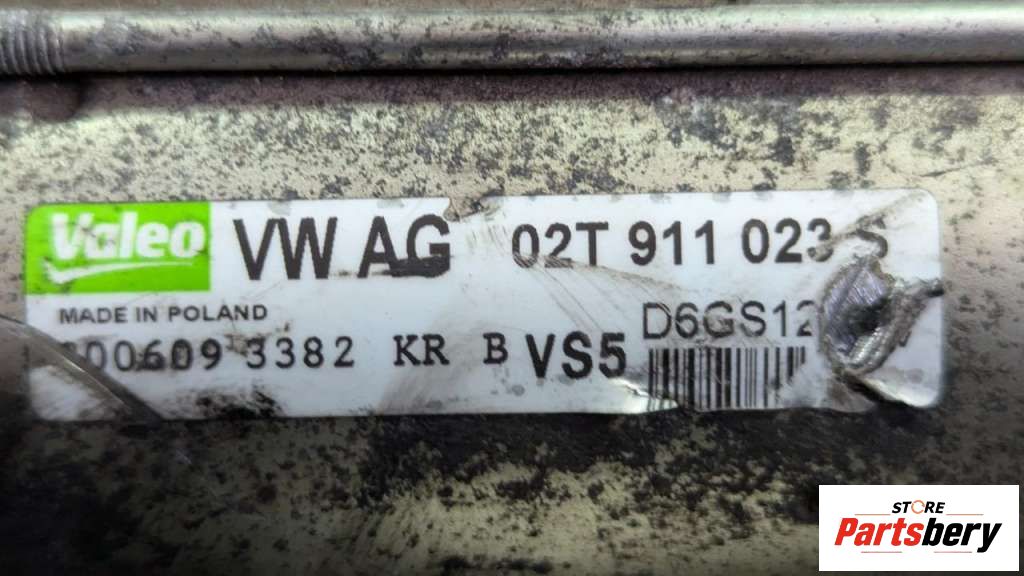 Valeo VW AG 02T 911 023 S
MADE IN POLAND
D6GS12
00609 3382 KR B VS5
STORE
Partsbery